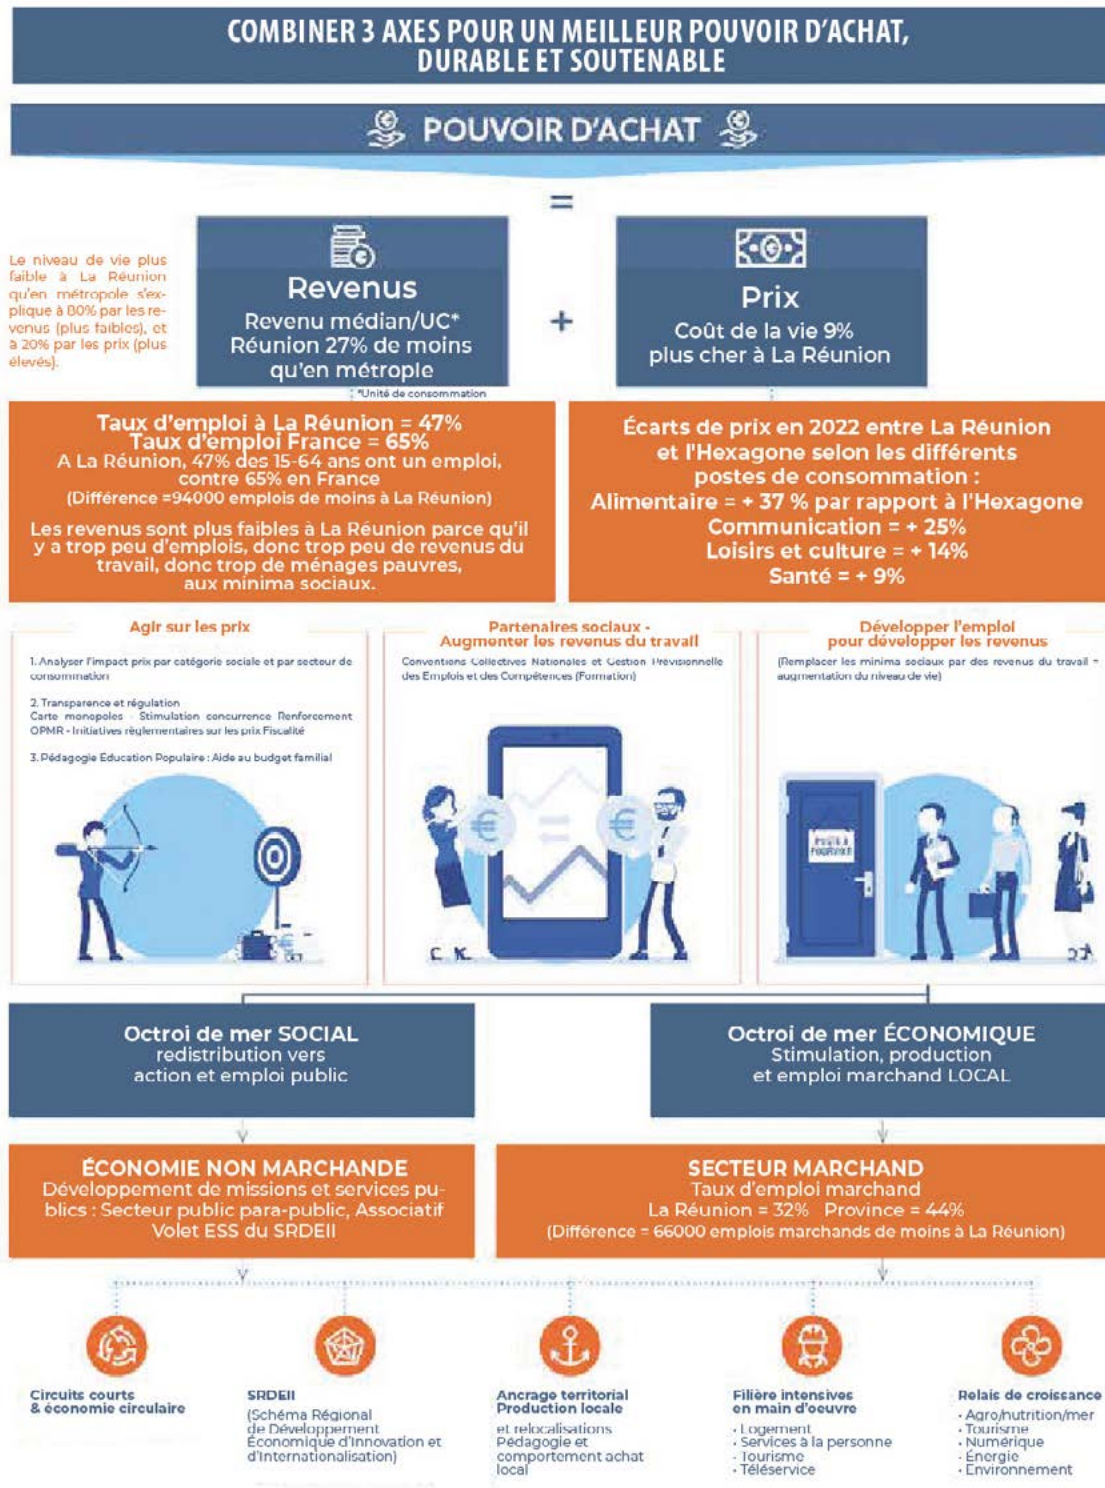 COMBINER 3 AXES POUR UN MEILLEUR POUVOIR D'ACHAT,
DURABLE ET SOUTENABLE
POUVOIR D'ACHAT
=
Le niveau de vie plus
faible à La Réunion
qu'en métropole s'ex-
plique à 80% par les re-
venus (plus faibles), et
à 20% par les prix (plus
élevés).
Revenus
Revenu médian/UC*
Réunion 27% de moins
qu'en métrople
*Unité de consommation
+
Prix
Coût de la vie 9%
plus cher à La Réunion
Taux d'emploi à La Réunion = 47%
Taux d'emploi France = 65%
A La Réunion, 47% des 15-64 ans ont un emploi,
contre 65% en France
(Différence =94000 emplois de moins à La Réunion)
Les revenus sont plus faibles à La Réunion parce qu'il
y a trop peu d'emplois, donc trop peu de revenus du
travail, donc trop de ménages pauvres,
aux minima sociaux.
Écarts de prix en 2022 entre La Réunion
et l'Hexagone selon les différents
postes de consommation :
Alimentaire = + 37 % par rapport à l'Hexagone
Communication = + 25%
Loisirs et culture = + 14%
Santé = + 9%
Agir sur les prix
1. Analyser l'impact prix par catégorie sociale et par secteur de
consommation
2. Transparence et régulation
Carte monopoles - Stimulation concurrence Renforcement
OPMR - Initiatives règlementaires sur les prix Fiscalité
3. Pédagogie Éducation Populaire : Aide au budget familial
Partenaires sociaux -
Augmenter les revenus du travail
Conventions Collectives Nationales et Gestion Prévisionnelle
des Emplois et des Compétences (Formation)
€ = €
Développer l'emploi
pour développer les revenus
(Remplacer les minima sociaux par des revenus du travail =
augmentation du niveau de vie)
POSTE À
POURVOIR
Octroi de mer SOCIAL
redistribution vers
action et emploi public
Octroi de mer ÉCONOMIQUE
Stimulation, production
et emploi marchand LOCAL
ÉCONOMIE NON MARCHANDE
Développement de missions et services pu-
blics : Secteur public para-public, Associatif
Volet ESS du SRDEII
SECTEUR MARCHAND
Taux d'emploi marchand
La Réunion = 32% Province = 44%
(Différence = 66000 emplois marchands de moins à La Réunion)
Circuits courts
& économie circulaire
SRDEII
(Schéma Régional
de Développement
Économique d'Innovation et
d'Internationalisation)
Ancrage territorial
Production locale
et relocalisations
Pédagogie et
comportement achat
local
Filière intensives
en main d'oeuvre
• Logement
• Services à la personne
• Tourisme
• Téléservice
Relais de croissance
• Agro/nutrition/mer
• Tourisme
• Numérique
• Énergie
• Environnement